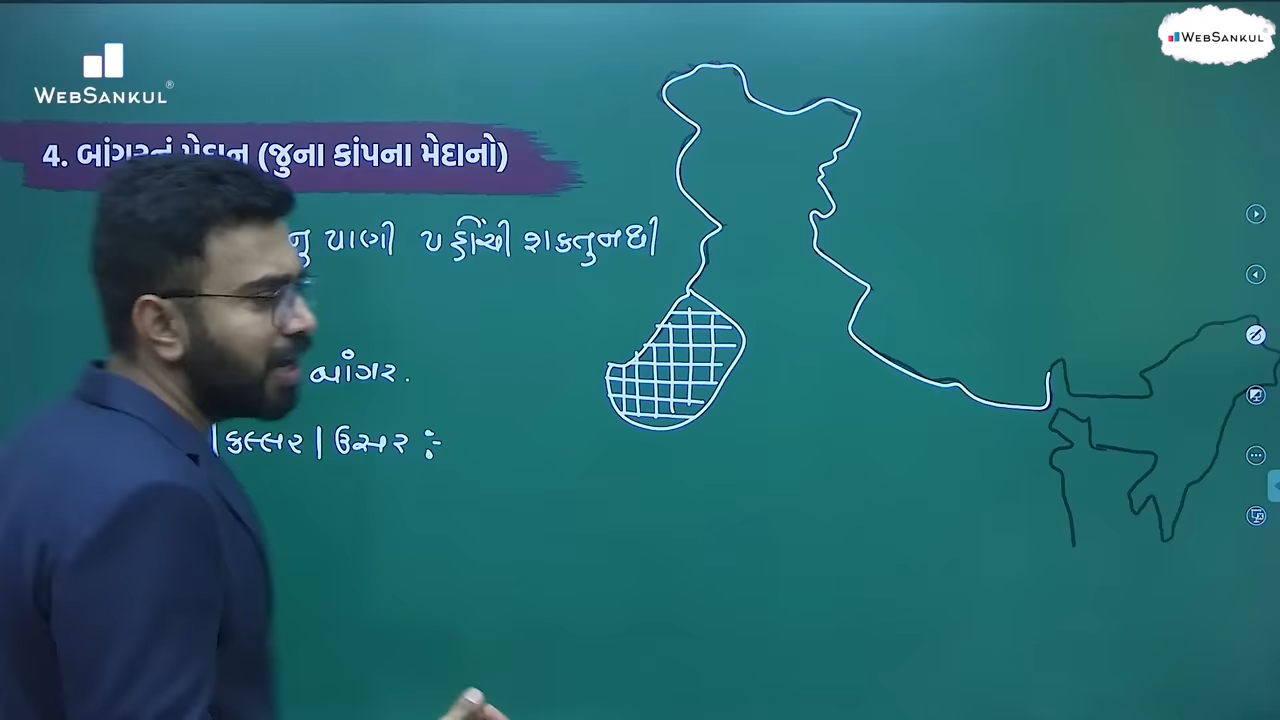 WEBSANKUL®
WEBSANKUL®
4. બાંગરનું મેદાન (જુના કાંપના મેદાનો)
નુ પાણી પહોંચી શકતુ નથી
બાંગર.
| કલ્લર | ઉસર :-